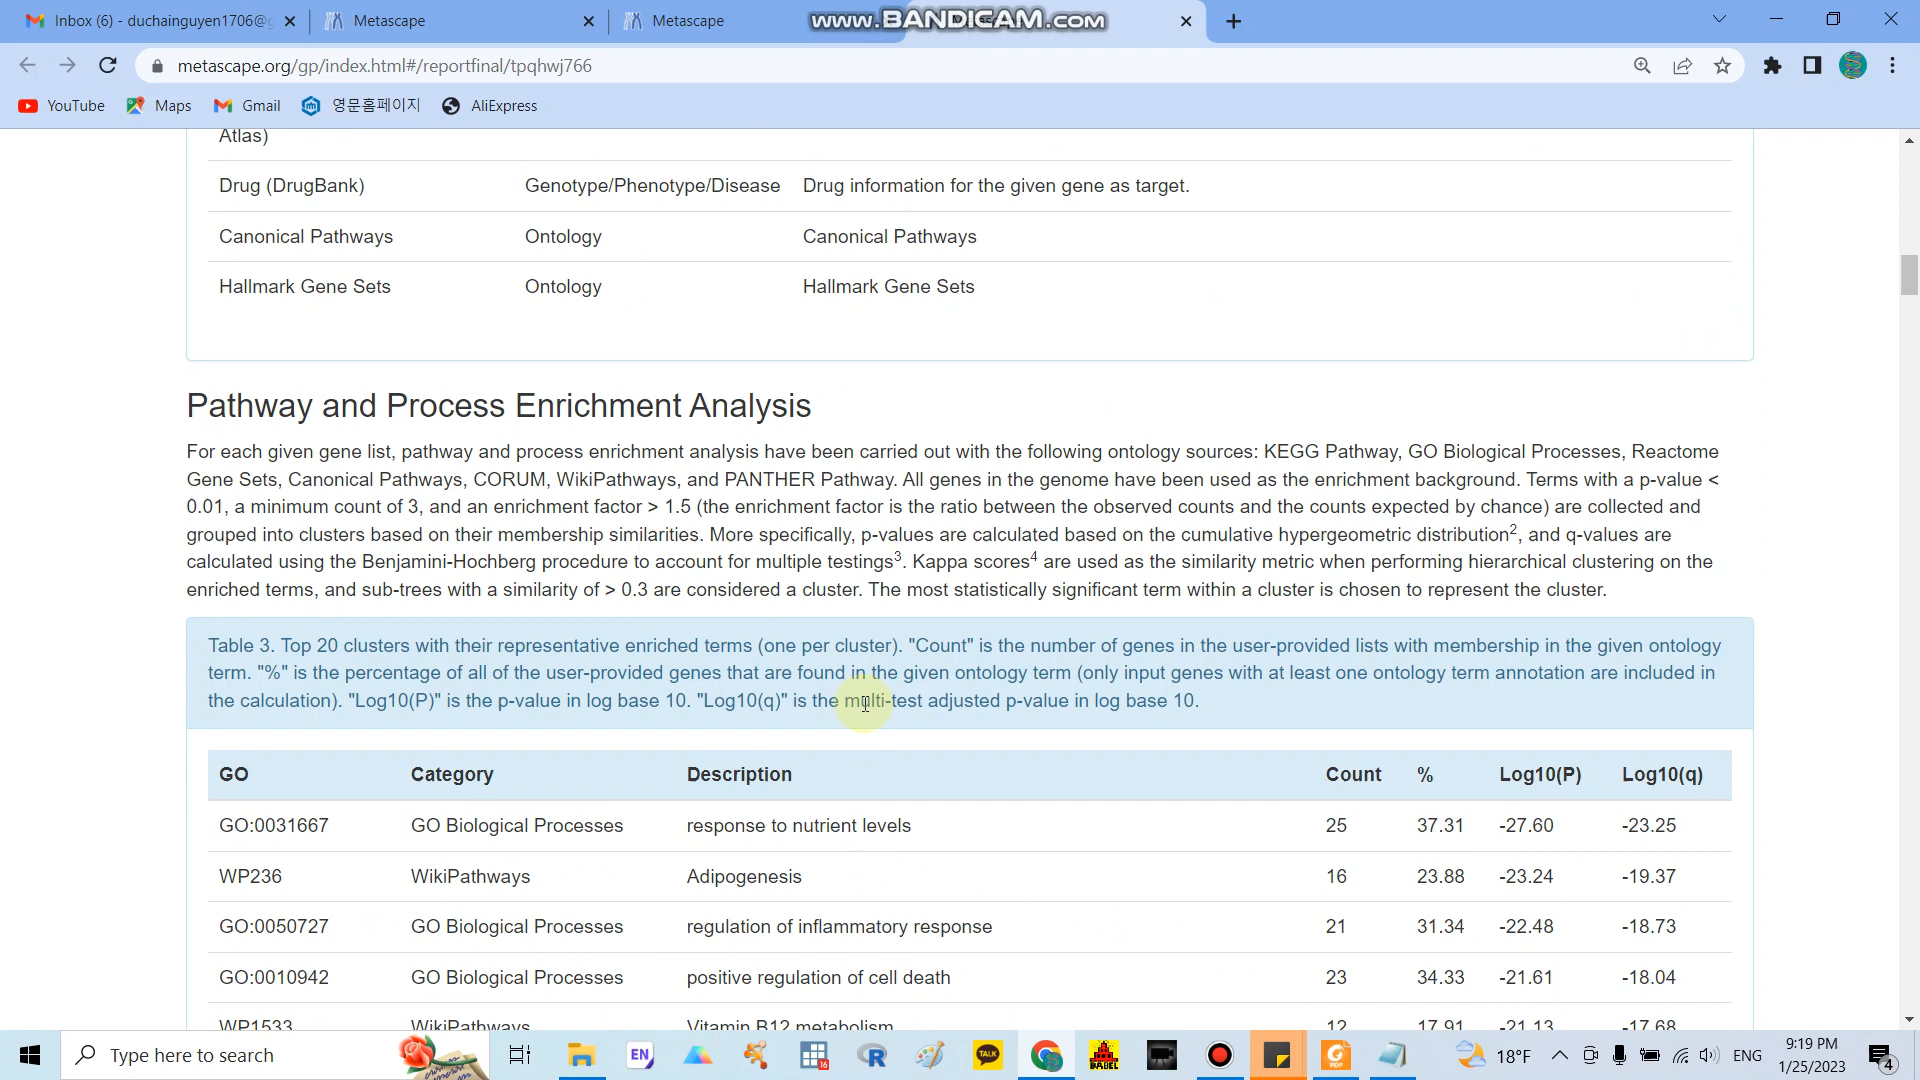 Inbox (6) - duchainguyen1706@g
Metascape
Metascape
www.BANDICAM.com
metascape.org/gp/index.html#/reportfinal/tpqhwj766
YouTube
Maps
Gmail
영문홈페이지
AliExpress
Atlas)
Drug (DrugBank) Genotype/Phenotype/Disease Drug information for the given gene as target.
Canonical Pathways Ontology Canonical Pathways
Hallmark Gene Sets Ontology Hallmark Gene Sets
Pathway and Process Enrichment Analysis
For each given gene list, pathway and process enrichment analysis have been carried out with the following ontology sources: KEGG Pathway, GO Biological Processes, Reactome
Gene Sets, Canonical Pathways, CORUM, WikiPathways, and PANTHER Pathway. All genes in the genome have been used as the enrichment background. Terms with a p-value <
0.01, a minimum count of 3, and an enrichment factor > 1.5 (the enrichment factor is the ratio between the observed counts and the counts expected by chance) are collected and
grouped into clusters based on their membership similarities. More specifically, p-values are calculated based on the cumulative hypergeometric distribution2, and q-values are
calculated using the Benjamini-Hochberg procedure to account for multiple testings3. Kappa scores4 are used as the similarity metric when performing hierarchical clustering on the
enriched terms, and sub-trees with a similarity of > 0.3 are considered a cluster. The most statistically significant term within a cluster is chosen to represent the cluster.
Table 3. Top 20 clusters with their representative enriched terms (one per cluster). "Count" is the number of genes in the user-provided lists with membership in the given ontology
term. "%" is the percentage of all of the user-provided genes that are found in the given ontology term (only input genes with at least one ontology term annotation are included in
the calculation). "Log10(P)" is the p-value in log base 10. "Log10(q)" is the multi-test adjusted p-value in log base 10.
GO Category Description Count % Log10(P) Log10(q)
GO:0031667 GO Biological Processes response to nutrient levels 25 37.31 -27.60 -23.25
WP236 WikiPathways Adipogenesis 16 23.88 -23.24 -19.37
GO:0050727 GO Biological Processes regulation of inflammatory response 21 31.34 -22.48 -18.73
GO:0010942 GO Biological Processes positive regulation of cell death 23 34.33 -21.61 -18.04
WP1533 WikiPathways Vitamin B12 metabolism 12 17.91 -21.13 -17.68
Type here to search
EN
16
R
TALK
BABEL
PDF
18°F
ENG
9:19 PM
1/25/2023
4